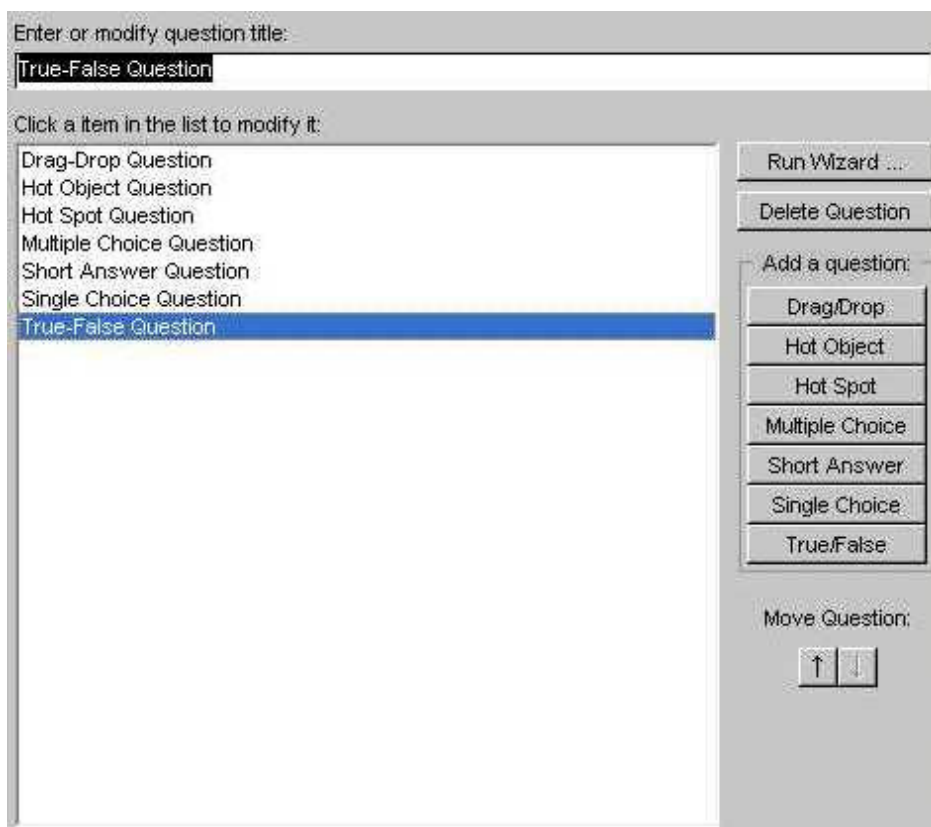 Enter or modify question title:
True-False Question
Click a item in the list to modify it:
Drag-Drop Question
Hot Object Question
Hot Spot Question
Multiple Choice Question
Short Answer Question
Single Choice Question
True-False Question
Run Wizard ...
Delete Question
Add a question:
Drag/Drop
Hot Object
Hot Spot
Multiple Choice
Short Answer
Single Choice
True/False
Move Question:
↑ ↓